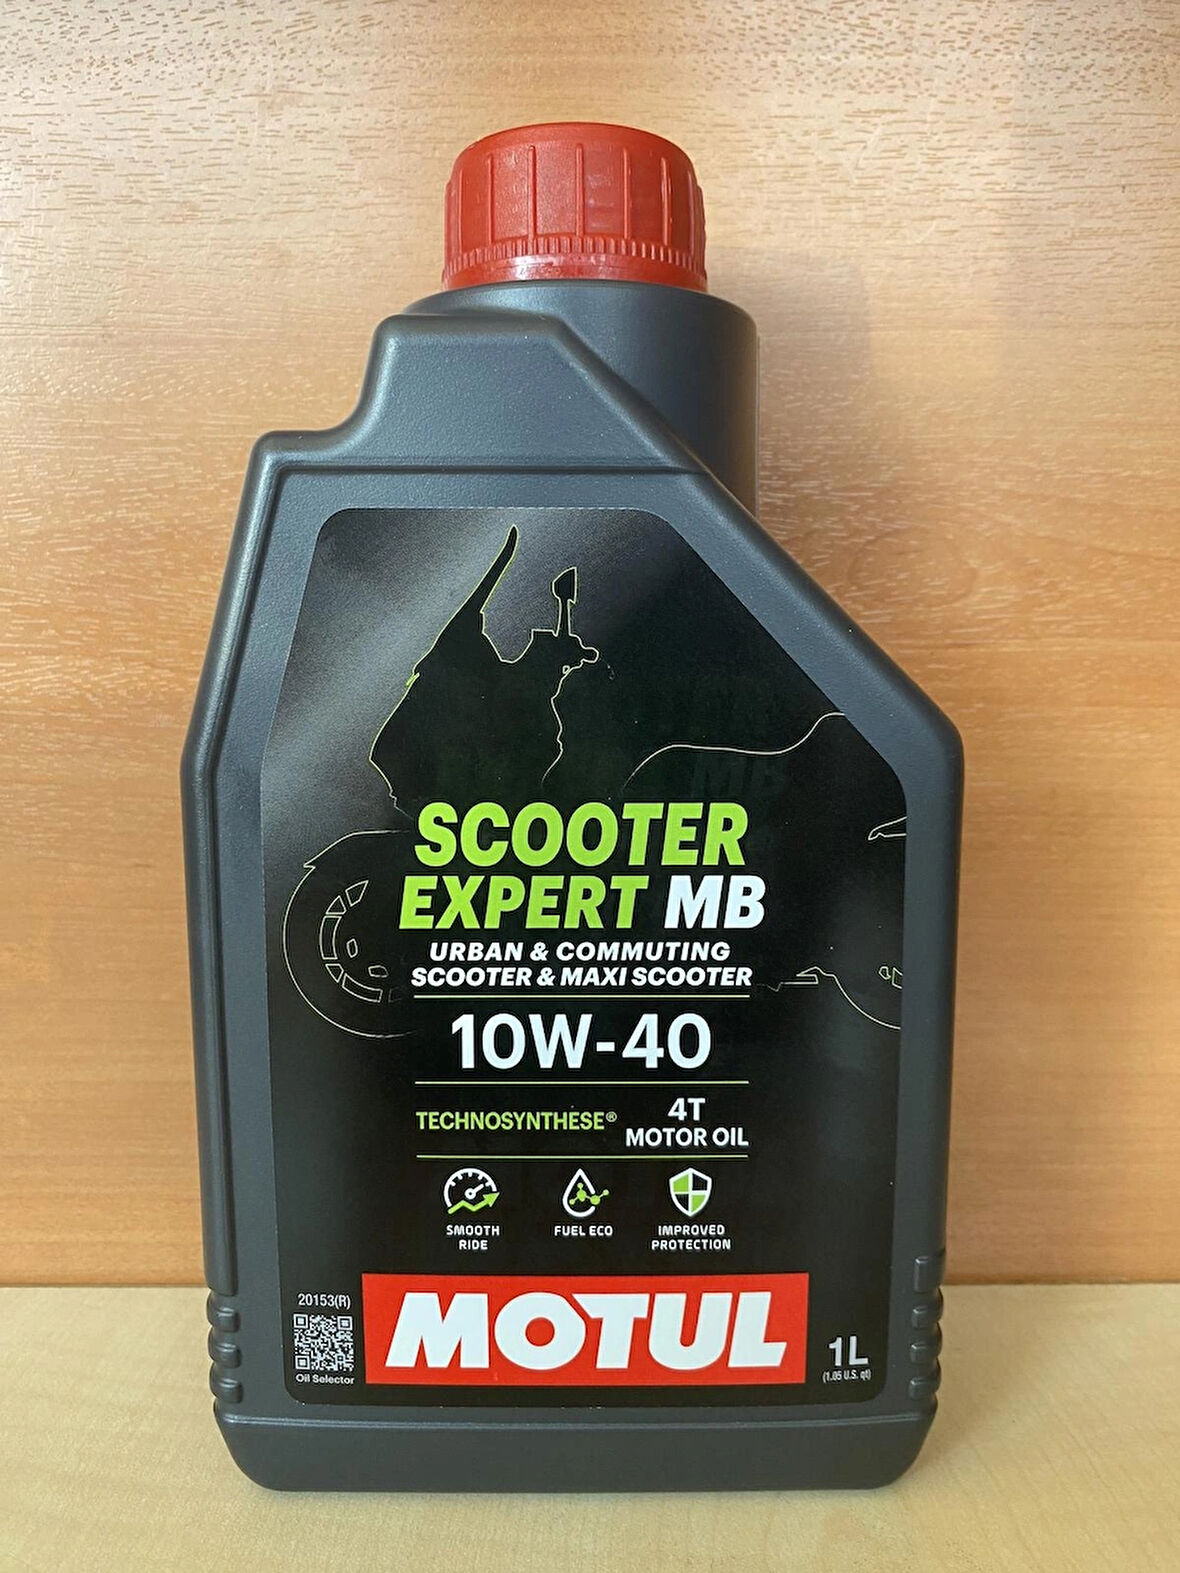 SCOOTER
EXPERT MB
URBAN & COMMUTING
SCOOTER & MAXI SCOOTER
10W-40
TECHNOSYNTHESE® 4T
MOTOR OIL
SMOOTH
RIDE
FUEL ECO
IMPROVED
PROTECTION
20153(R)
Oil Selector
MOTUL
1L
(1.05 U.S. qt)